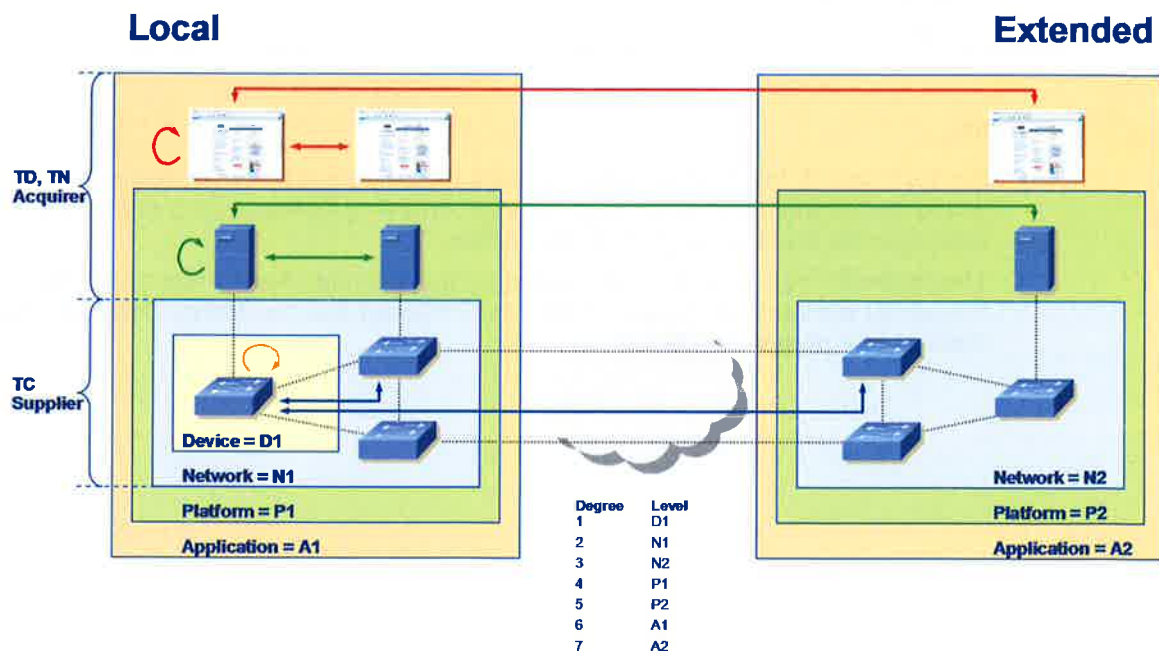 Local
Extended
TD, TN
Acquirer
TC
Supplier
Device = D1
Network = N1
Platform = P1
Application = A1
Network = N2
Platform = P2
Application = A2
Degree Level
1 D1
2 N1
3 N2
4 P1
5 P2
6 A1
7 A2